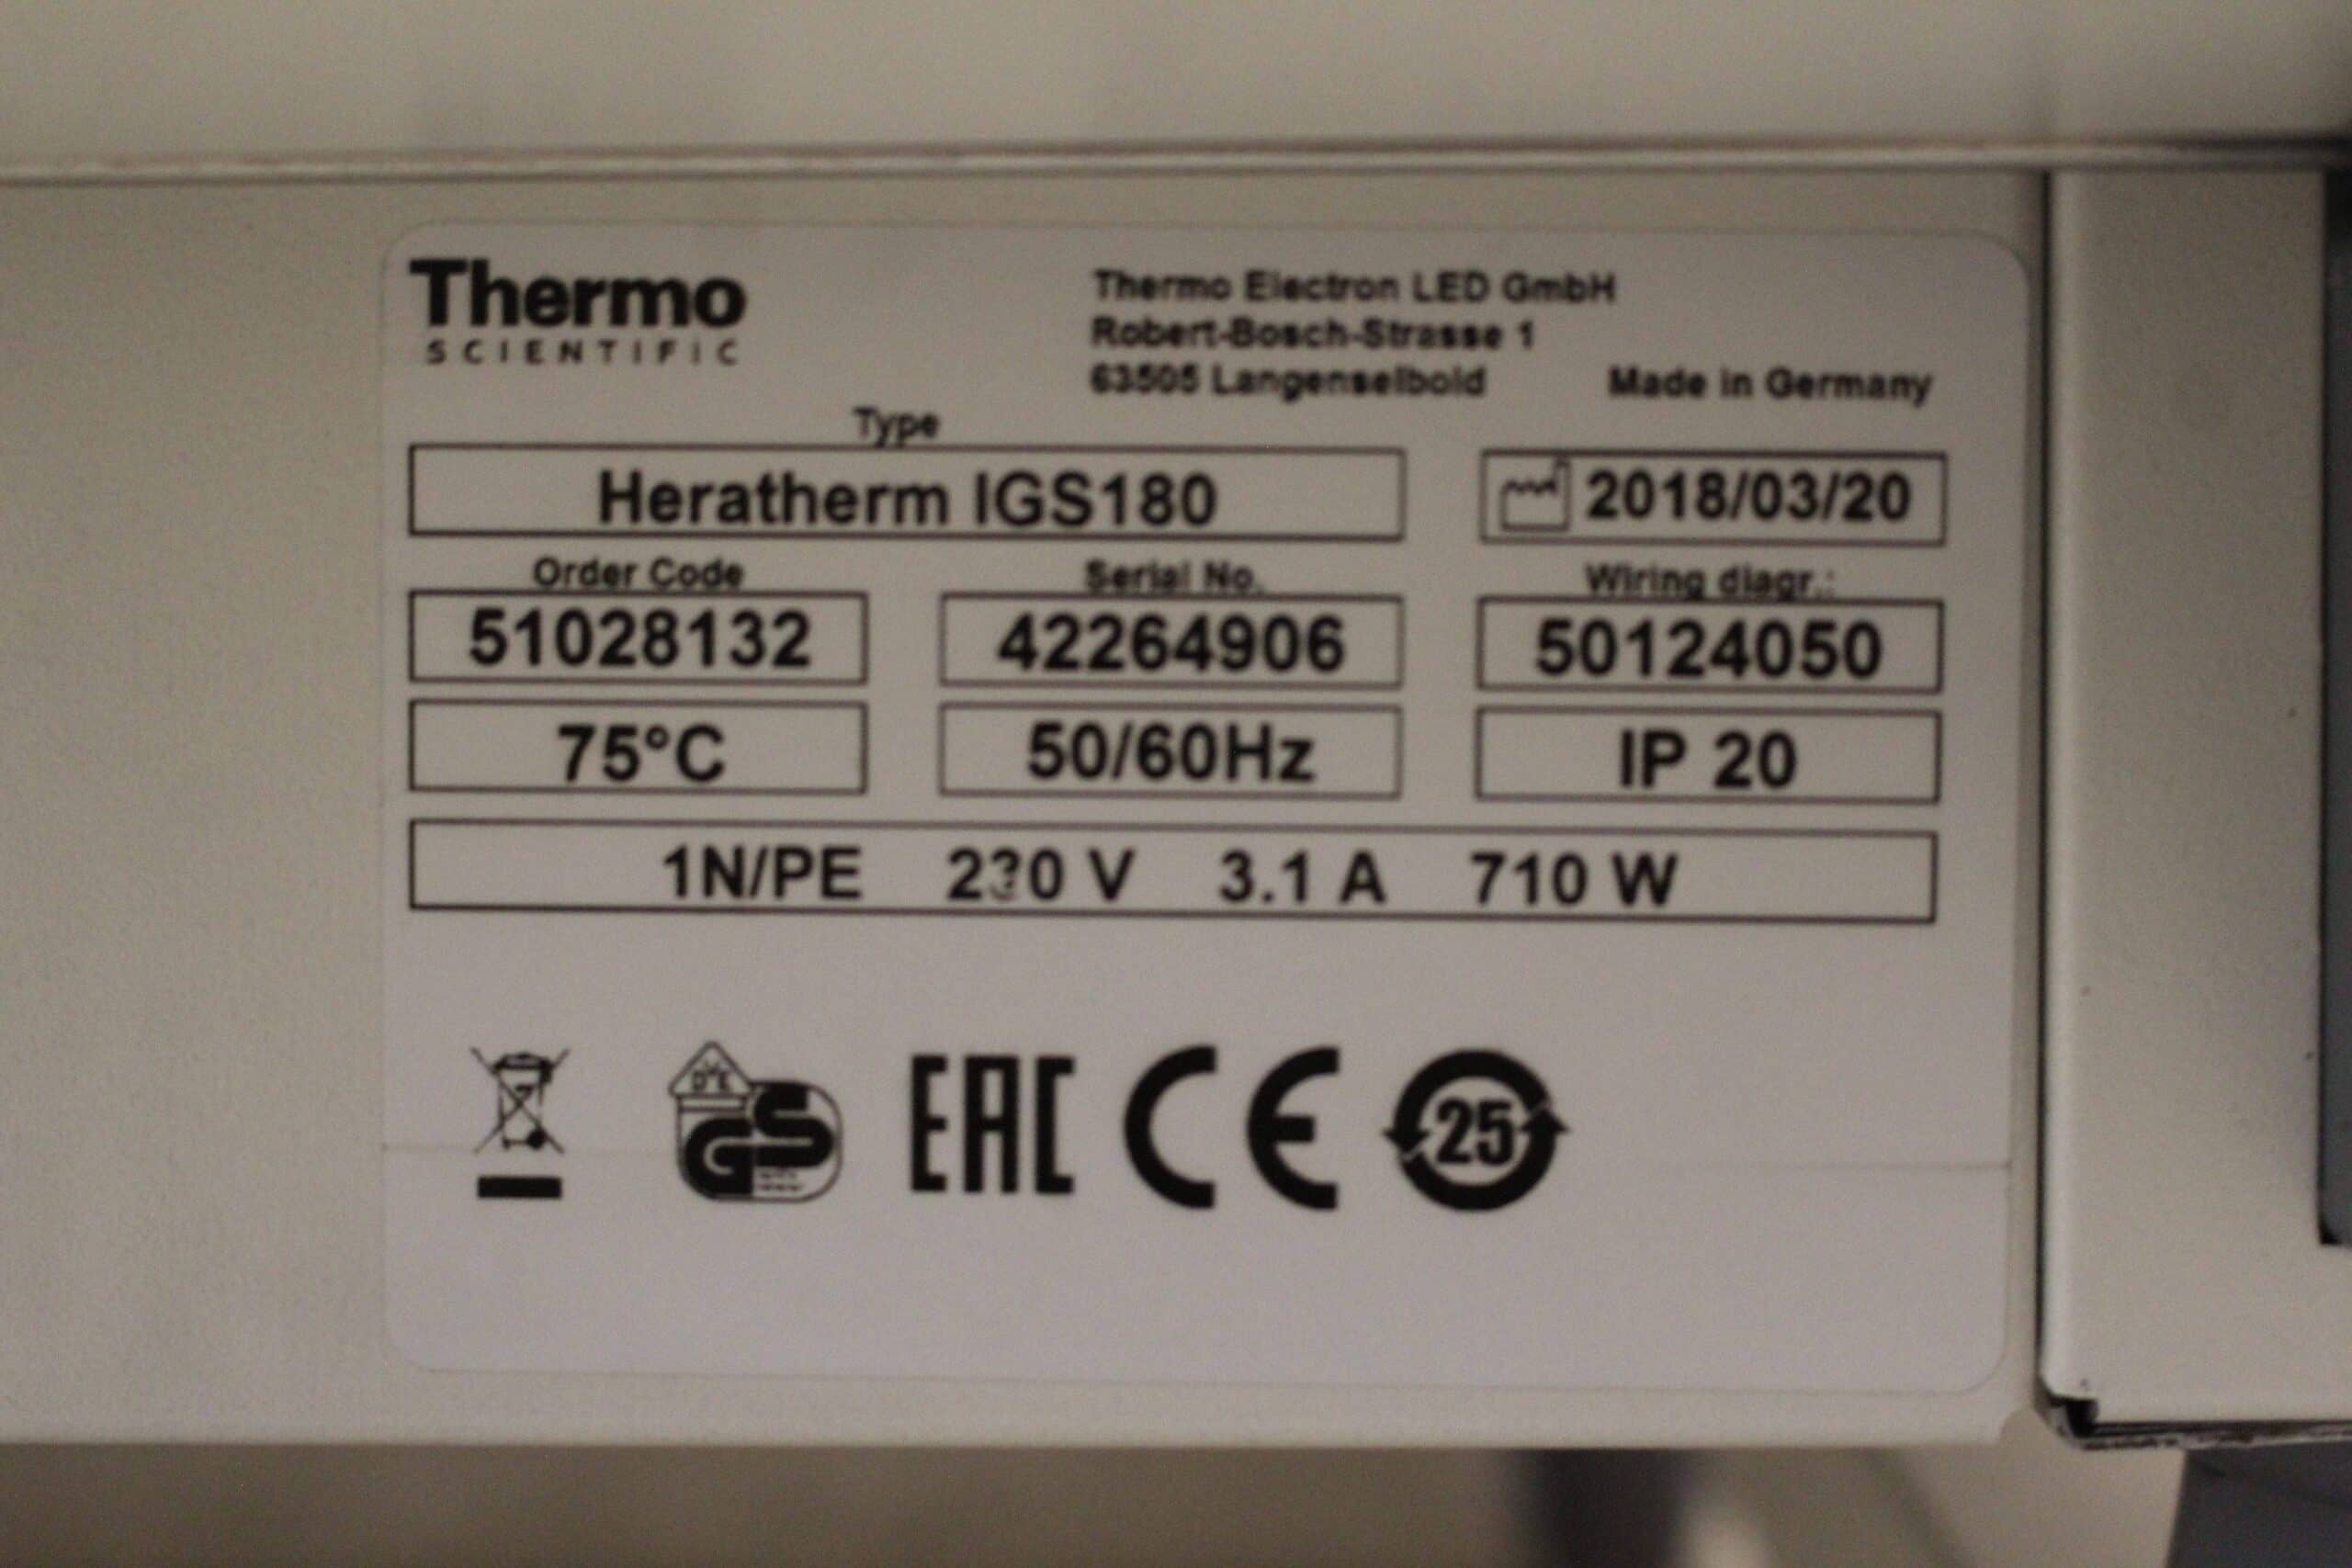 Thermo
SCIENTIFIC
Thermo Electron LED GmbH
Robert-Bosch-Strasse 1
63505 Langenselbold
Made in Germany
Type
Heratherm IGS180
2018/03/20
Order Code
Serial No.
Wiring diagr.:
51028132
42264906
50124050
75°C
50/60Hz
IP 20
1N/PE 230 V 3.1 A 710 W
DVE
GS
EAC CE 25